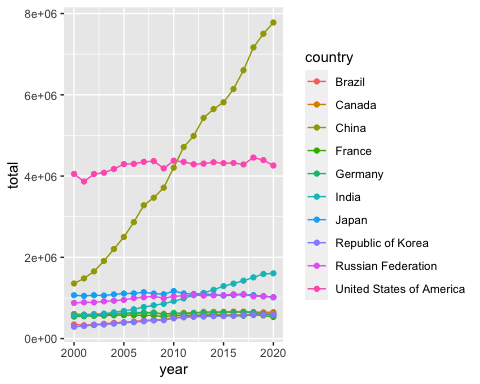 8e+06
6e+06
4e+06
2e+06
0e+00
total
2000 2005 2010 2015 2020
year
country
Brazil
Canada
China
France
Germany
India
Japan
Republic of Korea
Russian Federation
United States of America